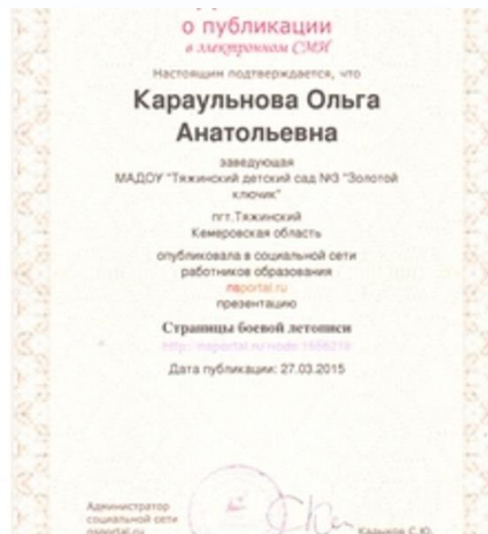 о публикации
в электронном СМИ
Настоящим подтверждается, что
Караульнова Ольга
Анатольевна
заведующая
МАДОУ "Тяжинский детский сад №3 "Золотой
ключик"
пгт.Тяжинский
Кемеровская область
опубликовала в социальной сети
работников образования
nsportal.ru
презентацию
Страницы боевой летописи
Дата публикации: 27.03.2015
Администратор
социальной сети
nsportal.ru
С.Ю.